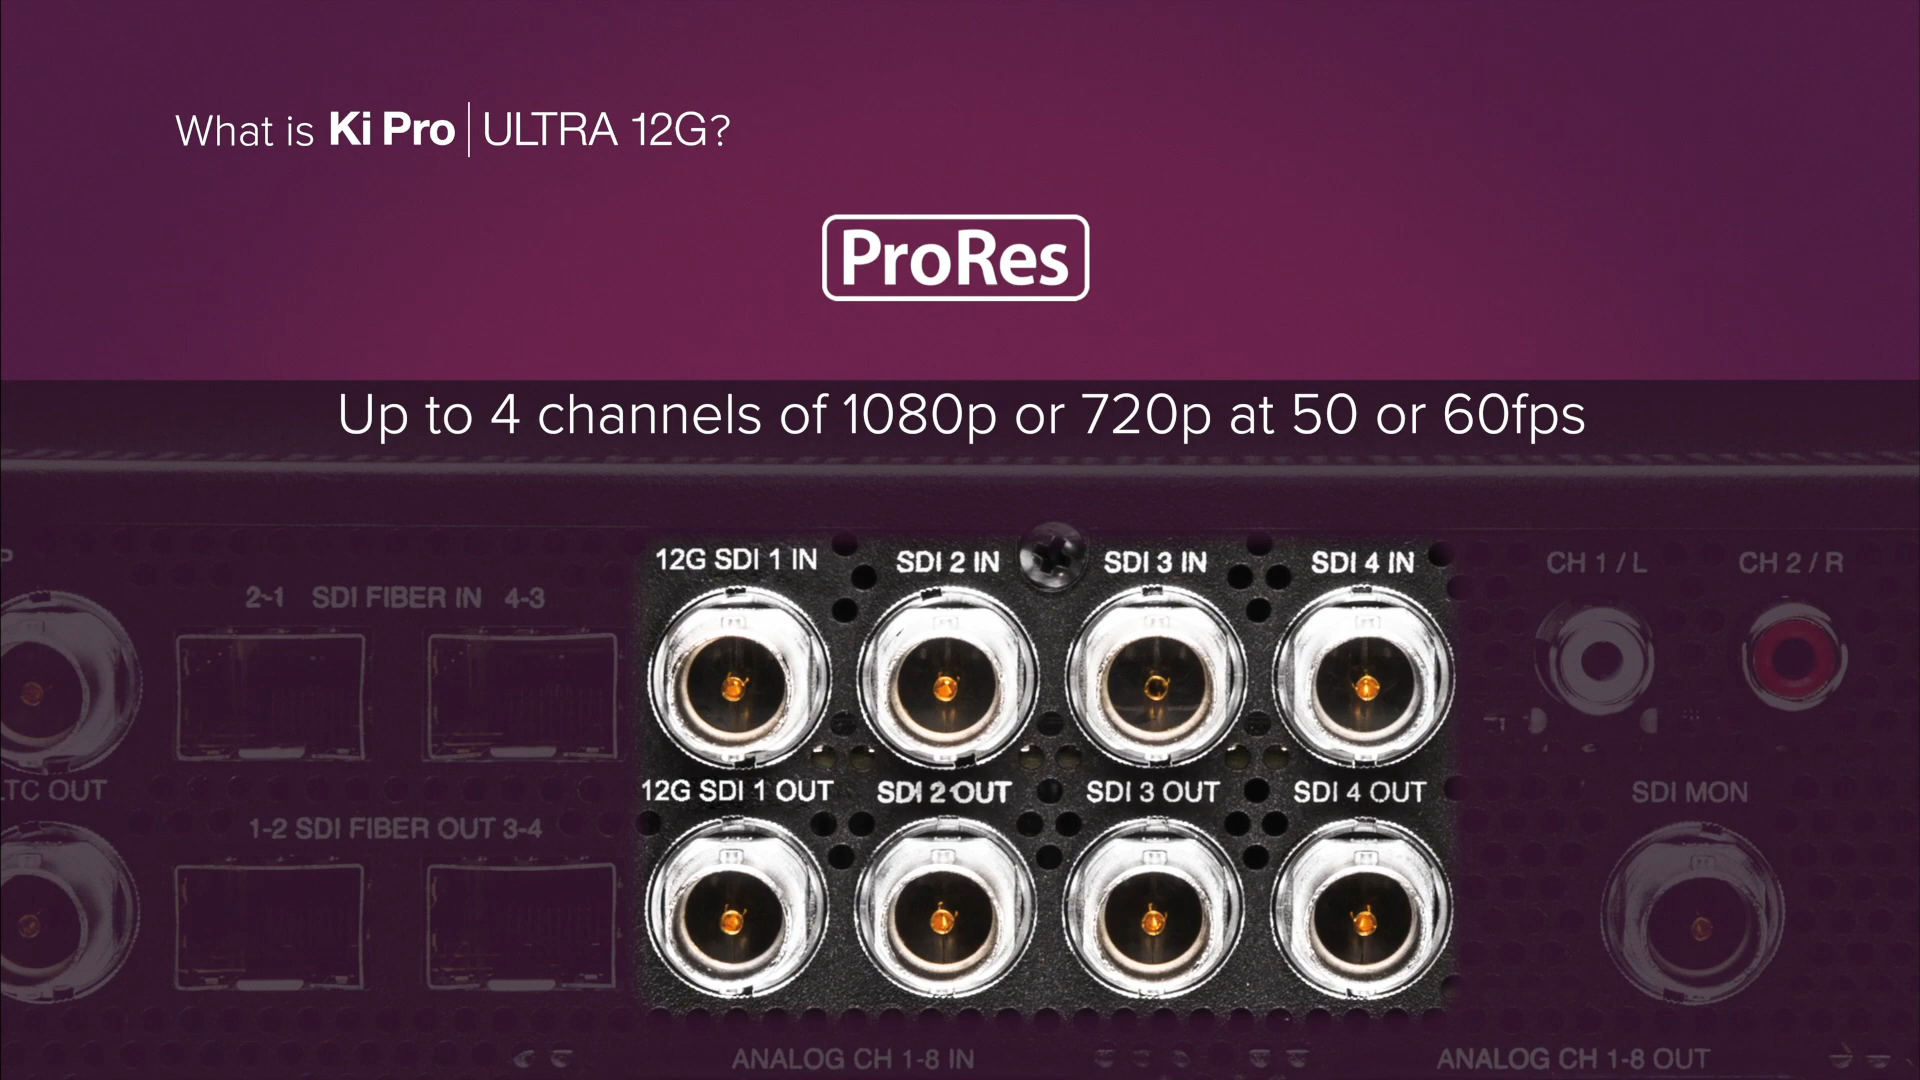 What is Ki Pro | ULTRA 12G?
ProRes
Up to 4 channels of 1080p or 720p at 50 or 60fps
12G SDI 1 IN SDI 2 IN SDI 3 IN SDI 4 IN CH 1 / L CH 2 / R
2-1 SDI FIBER IN 4-3
LTC OUT 12G SDI 1 OUT SDI 2 OUT SDI 3 OUT SDI 4 OUT SDI MON
1-2 SDI FIBER OUT 3-4
ANALOG CH 1-8 IN ANALOG CH 1-8 OUT